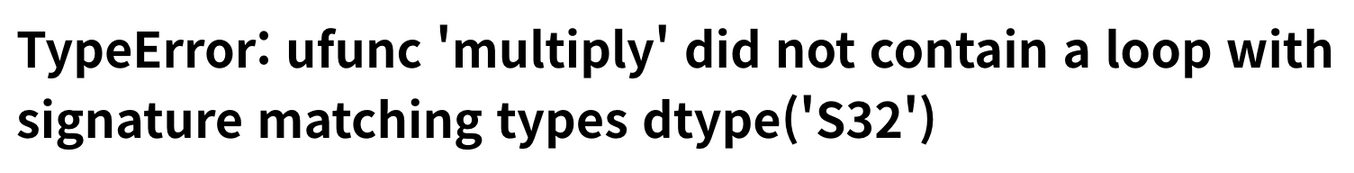 TypeError: ufunc 'multiply' did not contain a loop with
signature matching types dtype('S32')